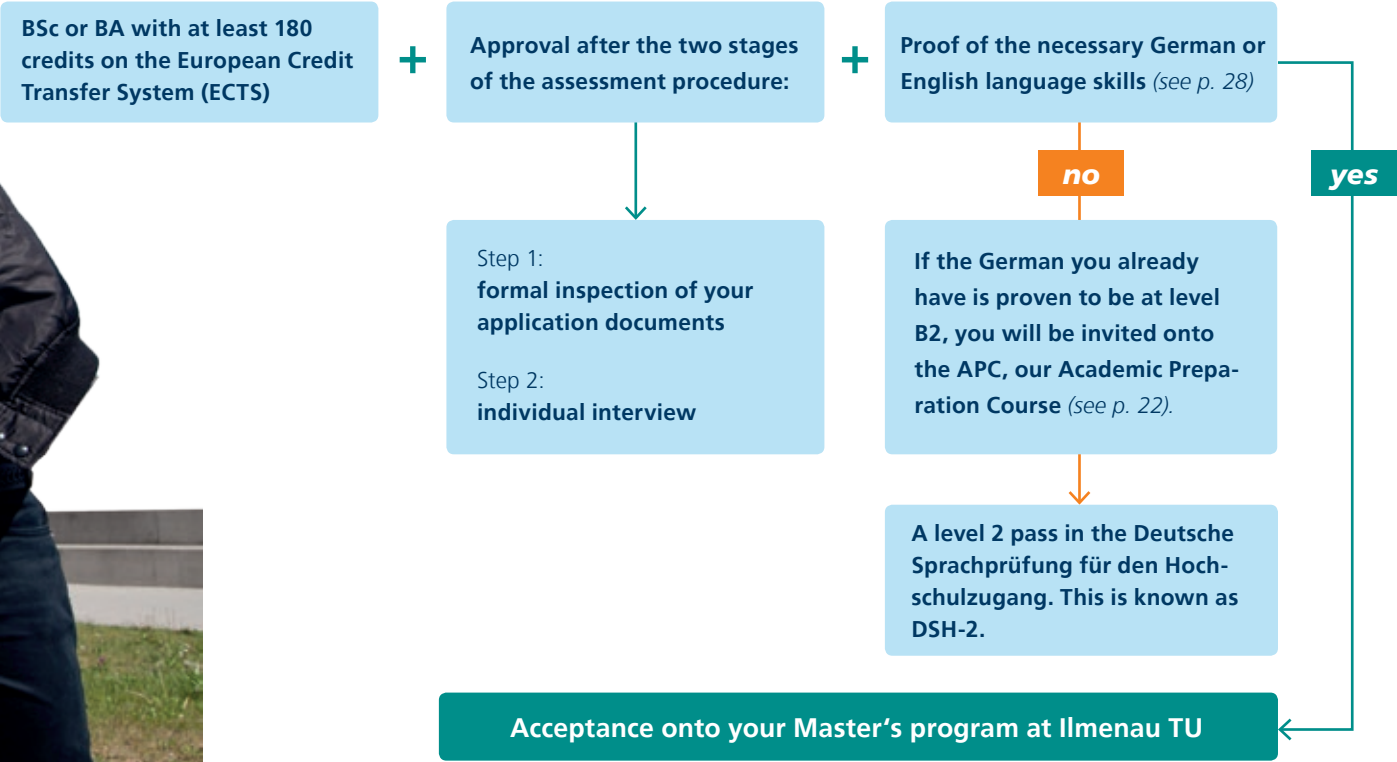 BSc or BA with at least 180
credits on the European Credit
Transfer System (ECTS)
+
Approval after the two stages
of the assessment procedure:
+
Proof of the necessary German or
English language skills (see p. 28)
no
yes
Step 1:
formal inspection of your
application documents
Step 2:
individual interview
If the German you already
have is proven to be at level
B2, you will be invited onto
the APC, our Academic Prepa-
ration Course (see p. 22).
A level 2 pass in the Deutsche
Sprachprüfung für den Hoch-
schulzugang. This is known as
DSH-2.
Acceptance onto your Master‘s program at Ilmenau TU